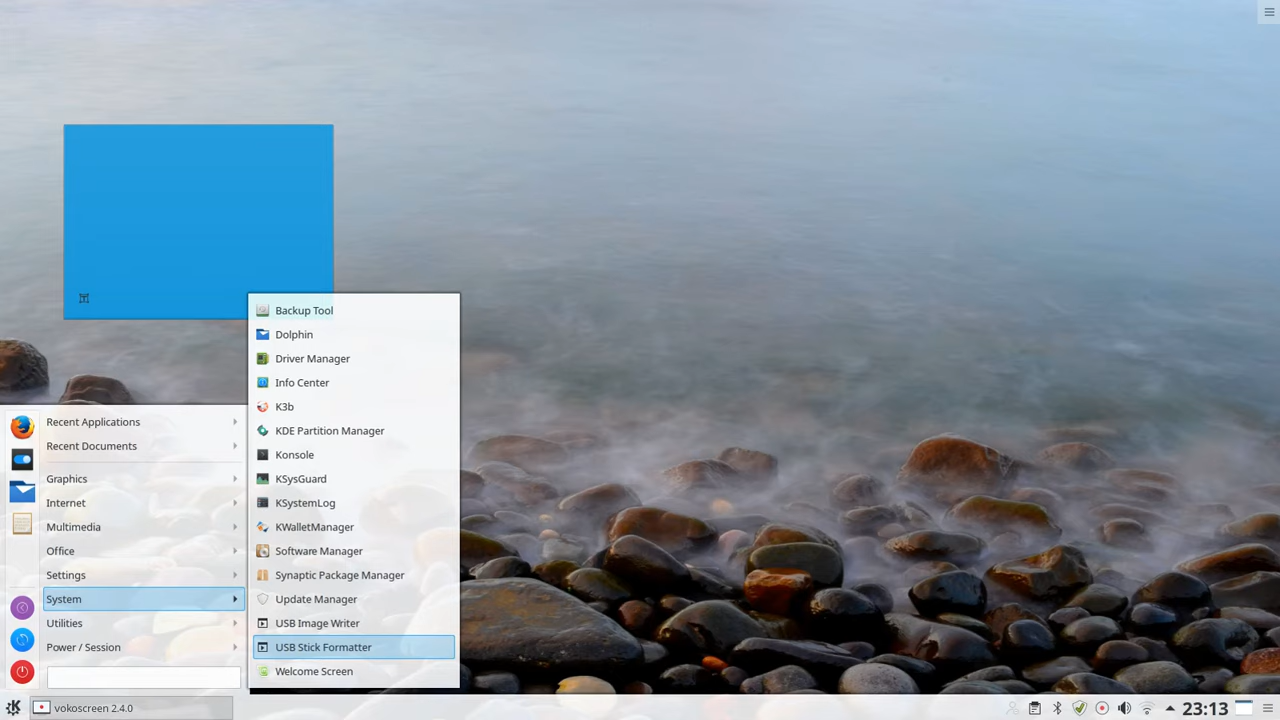 Backup Tool
Dolphin
Driver Manager
Info Center
K3b
KDE Partition Manager
Konsole
KSysGuard
KSystemLog
KWalletManager
Software Manager
Synaptic Package Manager
Update Manager
USB Image Writer
USB Stick Formatter
Welcome Screen
Recent Applications
Recent Documents
Graphics
Internet
Multimedia
Office
Settings
System
Utilities
Power / Session
vokoscreen 2.4.0
23:13